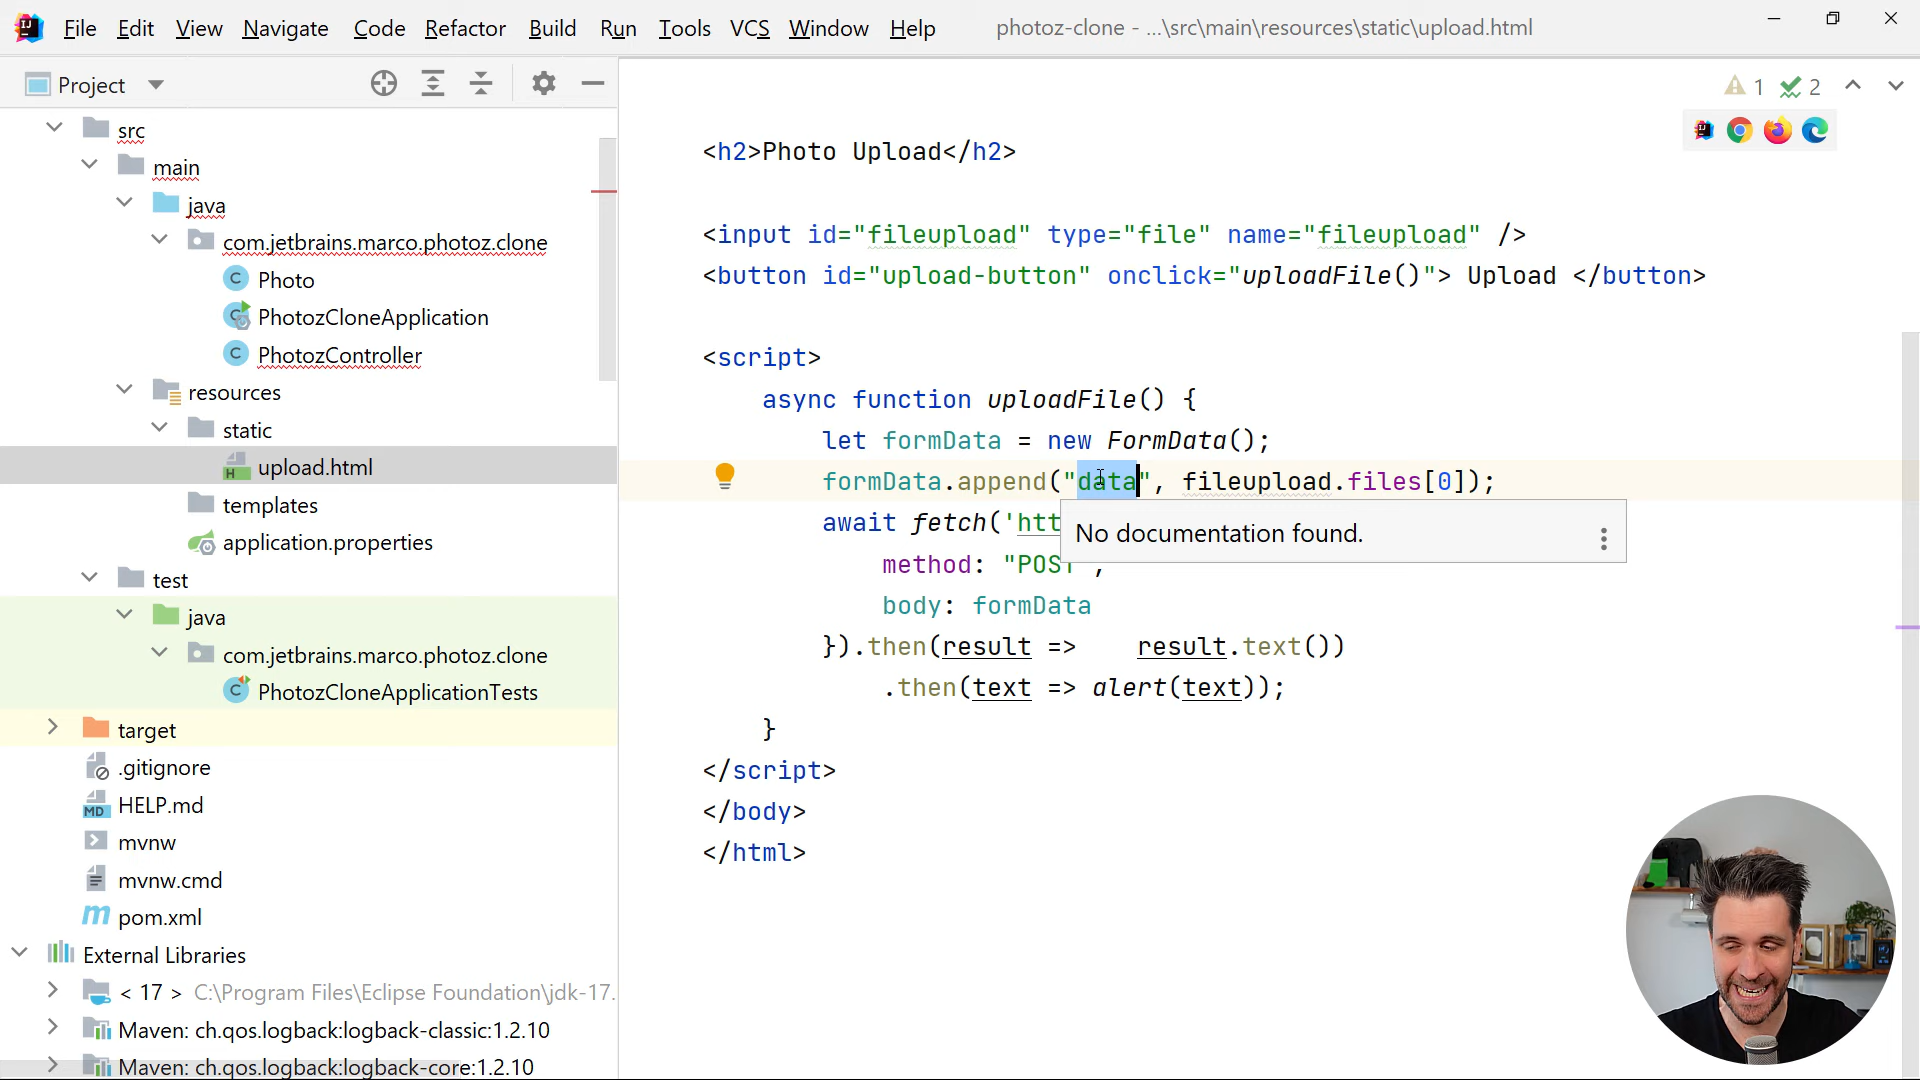 File Edit View Navigate Code Refactor Build Run Tools VCS Window Help
photoz-clone - ...\src\main\resources\static\upload.html
Project
1 2
src
main
java
com.jetbrains.marco.photoz.clone
C Photo
C PhotozCloneApplication
C PhotozController
resources
static
H upload.html
templates
application.properties
test
java
com.jetbrains.marco.photoz.clone
C PhotozCloneApplicationTests
target
.gitignore
MD HELP.md
mvnw
mvnw.cmd
m pom.xml
External Libraries
< 17 > C:\Program Files\Eclipse Foundation\jdk-17.
Maven: ch.qos.logback:logback-classic:1.2.10
Maven: ch.qos.logback:logback-core:1.2.10
<h2>Photo Upload</h2>
<input id="fileupload" type="file" name="fileupload" />
<button id="upload-button" onclick="uploadFile()"> Upload </button>
<script>
async function uploadFile() {
let formData = new FormData();
formData.append("data", fileupload.files[0]);
await fetch('htt
No documentation found.
method: "POST",
body: formData
}).then(result => result.text())
.then(text => alert(text));
}
</script>
</body>
</html>